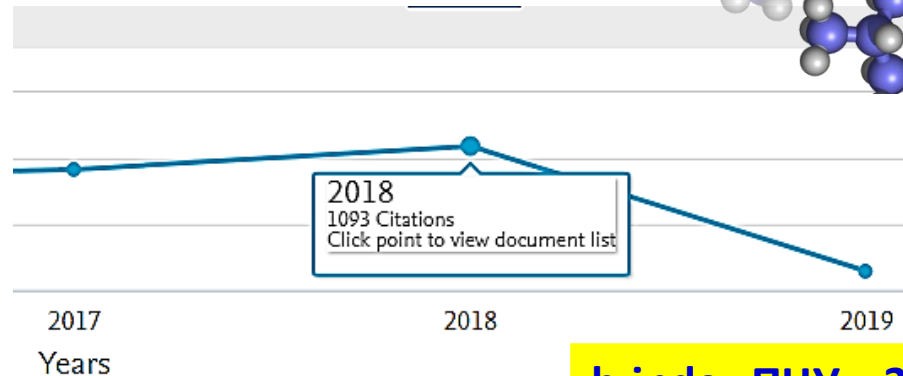 2018
1093 Citations
Click point to view document list
2017 2018 2019
Years